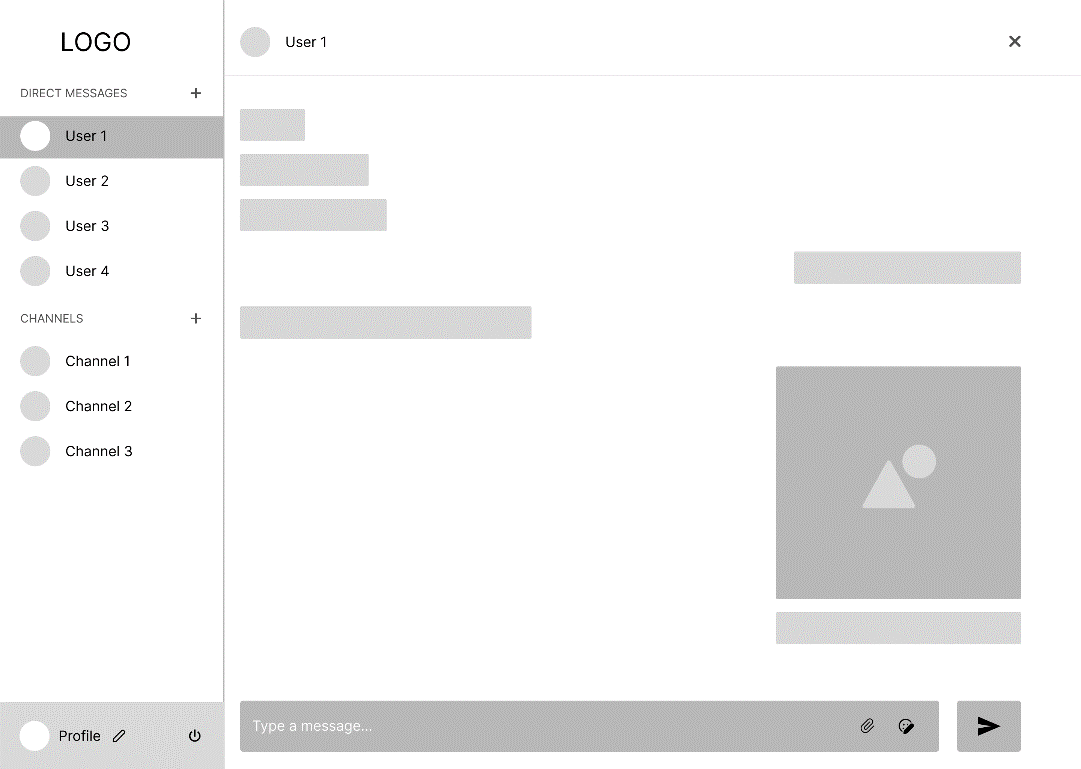 LOGO
DIRECT MESSAGES
User 1
User 2
User 3
User 4
CHANNELS
Channel 1
Channel 2
Channel 3
Profile
User 1
Type a message...